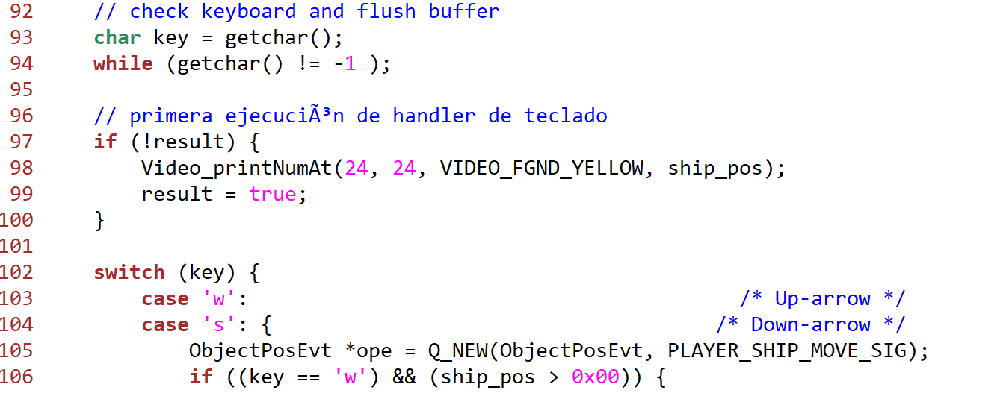 92 // check keyboard and flush buffer
93 char key = getchar();
94 while (getchar() != -1 );
95
96 // primera ejecuciÃ³n de handler de teclado
97 if (!result) {
98 Video_printNumAt(24, 24, VIDEO_FGND_YELLOW, ship_pos);
99 result = true;
100 }
101
102 switch (key) {
103 case 'w': /* Up-arrow */
104 case 's': { /* Down-arrow */
105 ObjectPosEvt *ope = Q_NEW(ObjectPosEvt, PLAYER_SHIP_MOVE_SIG);
106 if ((key == 'w') && (ship_pos > 0x00)) {